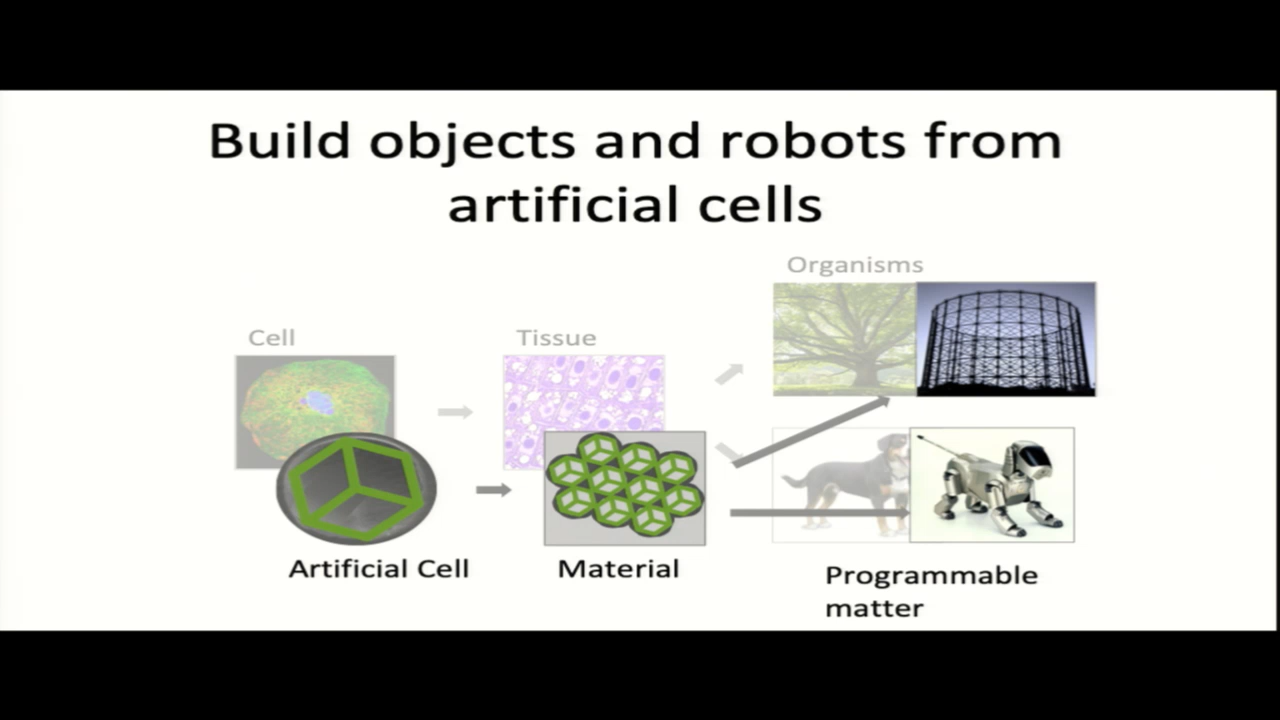 Build objects and robots from
artificial cells
Organisms
Cell
Tissue
Artificial Cell
Material
Programmable
matter